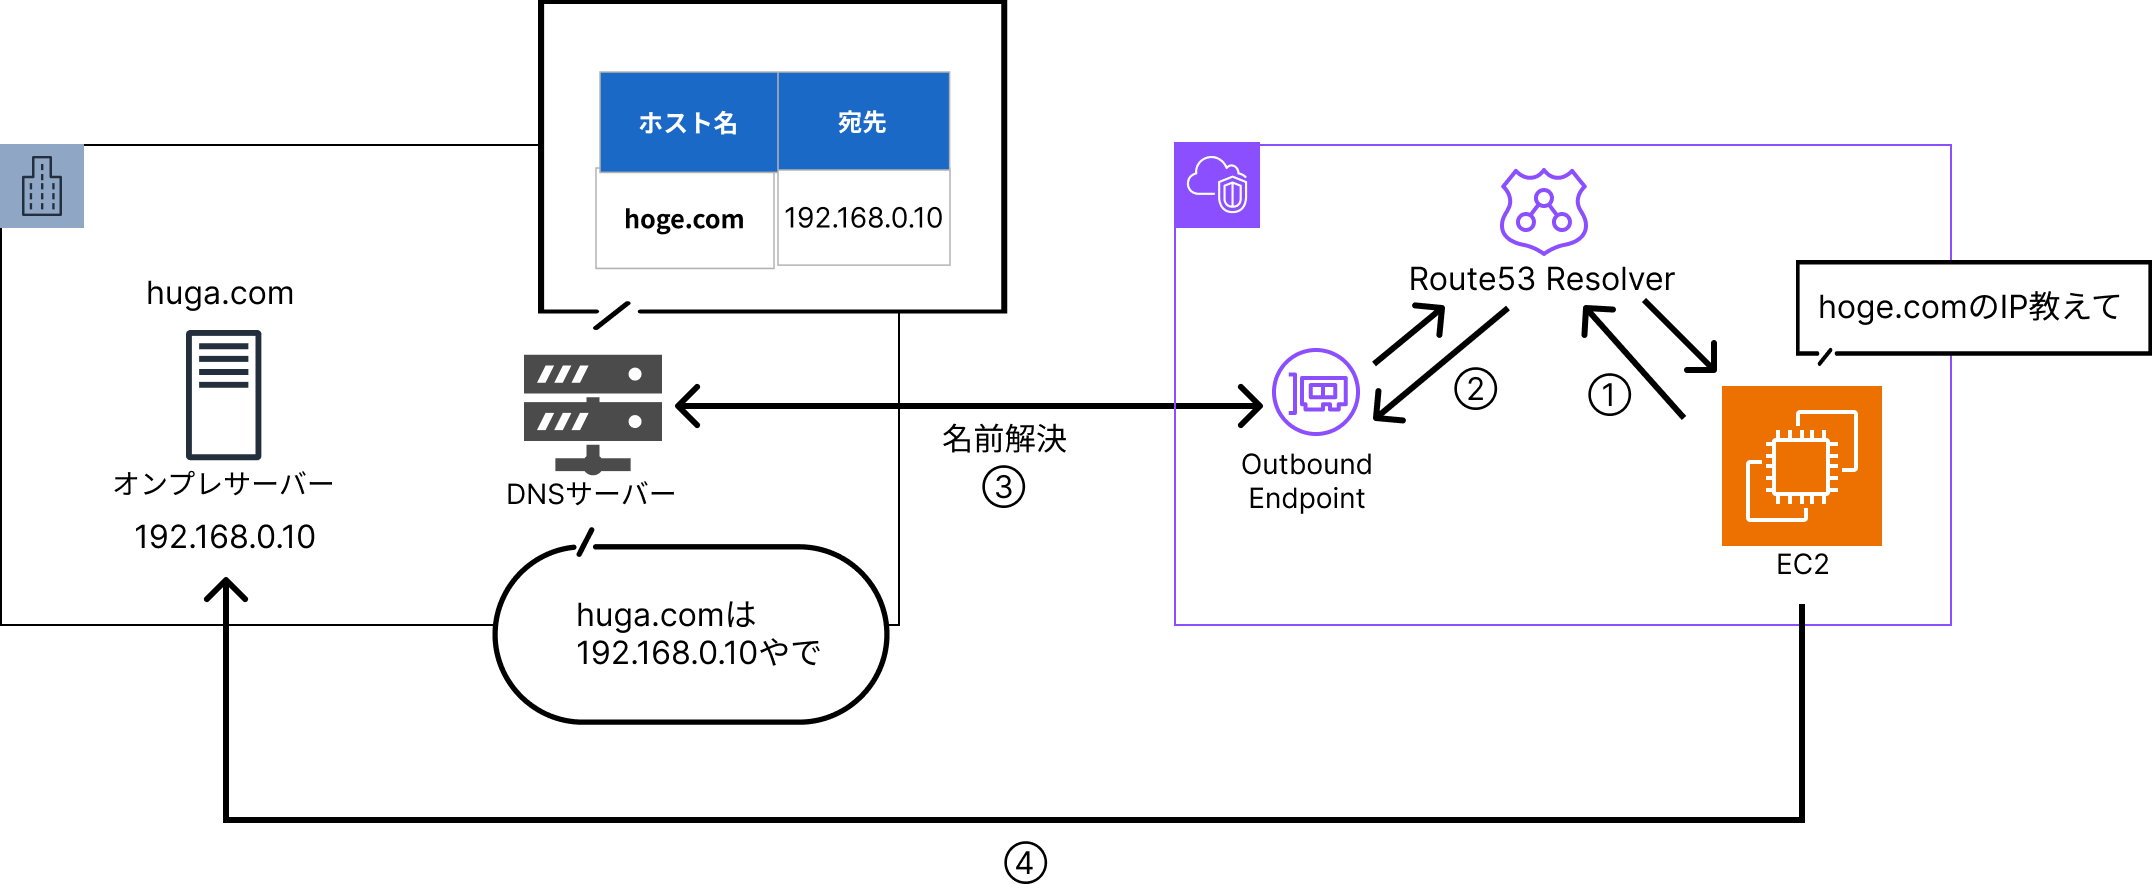 ホスト名 宛先
hoge.com 192.168.0.10
huga.com
オンプレサーバー
192.168.0.10
DNSサーバー
huga.comは
192.168.0.10やで
名前解決
③
Route53 Resolver
hoge.comのIP教えて
②
①
Outbound
Endpoint
EC2
④